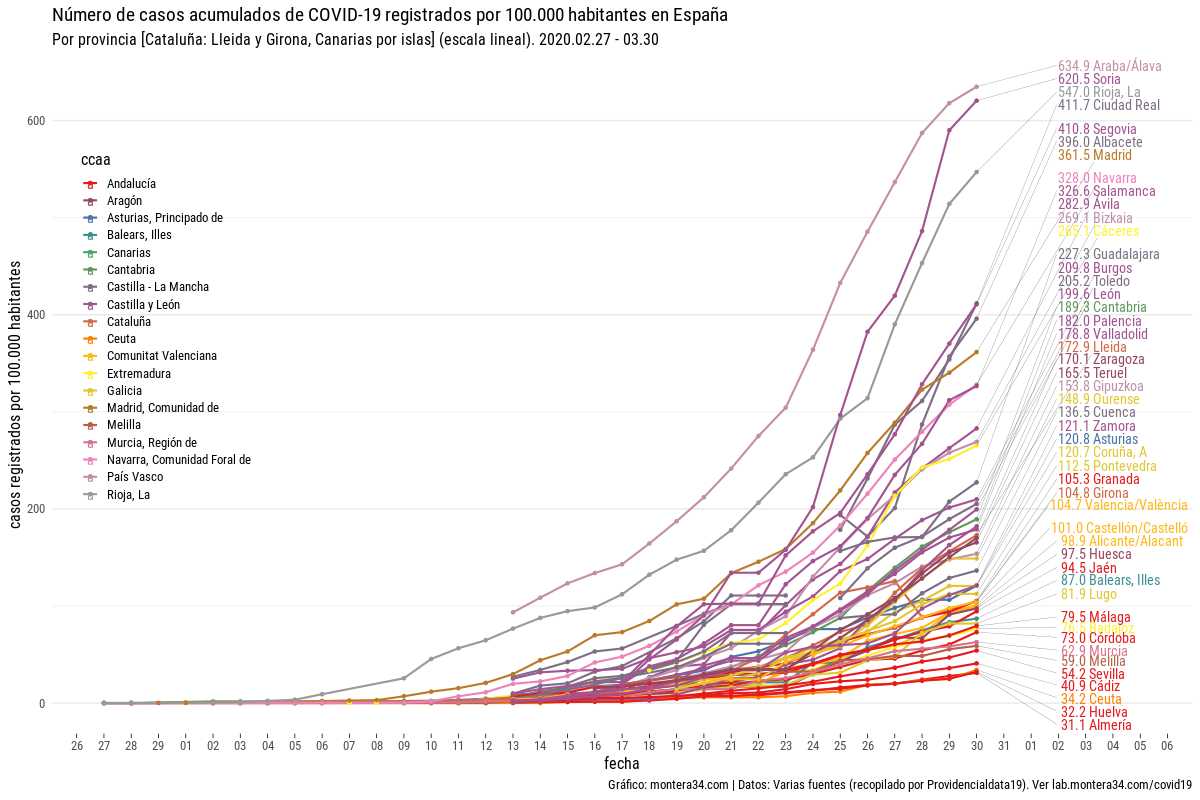 Número de casos acumulados de COVID-19 registrados por 100.000 habitantes en España
Por provincia [Cataluña: Lleida y Girona, Canarias por islas] (escala lineal). 2020.02.27 - 03.30
casos registrados por 100.000 habitantes
600
400
200
0
ccaa
Andalucía
Aragón
Asturias, Principado de
Balears, Illes
Canarias
Cantabria
Castilla - La Mancha
Castilla y León
Cataluña
Ceuta
Comunitat Valenciana
Extremadura
Galicia
Madrid, Comunidad de
Melilla
Murcia, Región de
Navarra, Comunidad Foral de
País Vasco
Rioja, La
634.9 Araba/Álava
620.5 Soria
547.0 Rioja, La
411.7 Ciudad Real
410.8 Segovia
396.0 Albacete
361.5 Madrid
328.0 Navarra
326.6 Salamanca
282.9 Ávila
269.1 Bizkaia
265.1 Cáceres
227.3 Guadalajara
209.8 Burgos
205.2 Toledo
199.6 León
189.3 Cantabria
182.0 Palencia
178.8 Valladolid
172.9 Lleida
170.1 Zaragoza
165.5 Teruel
153.8 Gipuzkoa
148.9 Ourense
136.5 Cuenca
121.1 Zamora
120.8 Asturias
120.7 Coruña, A
112.5 Pontevedra
105.3 Granada
104.8 Girona
104.7 Valencia/València
101.0 Castellón/Castelló
98.9 Alicante/Alacant
97.5 Huesca
94.5 Jaén
87.0 Balears, Illes
81.9 Lugo
79.5 Málaga
Badajoz
73.0 Córdoba
62.9 Murcia
59.0 Melilla
54.2 Sevilla
40.9 Cádiz
34.2 Ceuta
32.2 Huelva
31.1 Almería
26 27 28 29 01 02 03 04 05 06 07 08 09 10 11 12 13 14 15 16 17 18 19 20 21 22 23 24 25 26 27 28 29 30 31 01 02 03 04 05 06
fecha
Gráfico: montera34.com | Datos: Varias fuentes (recopilado por Providencialdata19). Ver lab.montera34.com/covid19